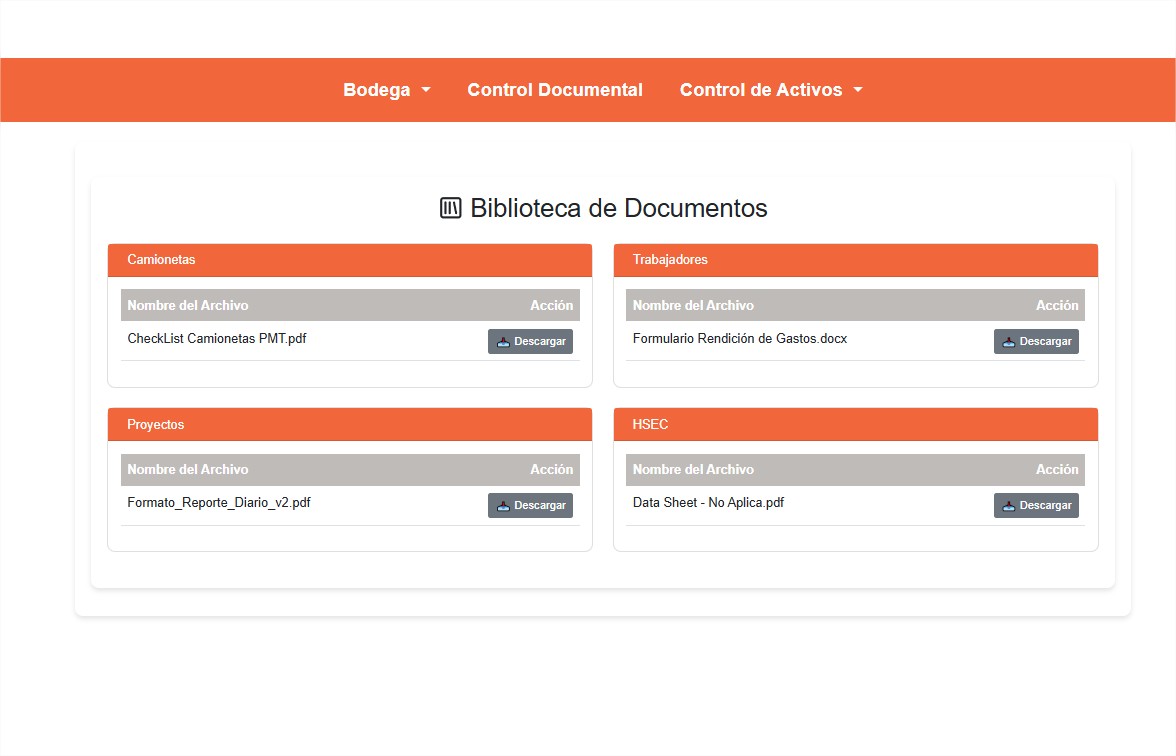 Bodega
Control Documental
Control de Activos
Biblioteca de Documentos
Camionetas
Nombre del Archivo Acción
CheckList Camionetas PMT.pdf Descargar
Trabajadores
Nombre del Archivo Acción
Formulario Rendición de Gastos.docx Descargar
Proyectos
Nombre del Archivo Acción
Formato_Reporte_Diario_v2.pdf Descargar
HSEC
Nombre del Archivo Acción
Data Sheet - No Aplica.pdf Descargar